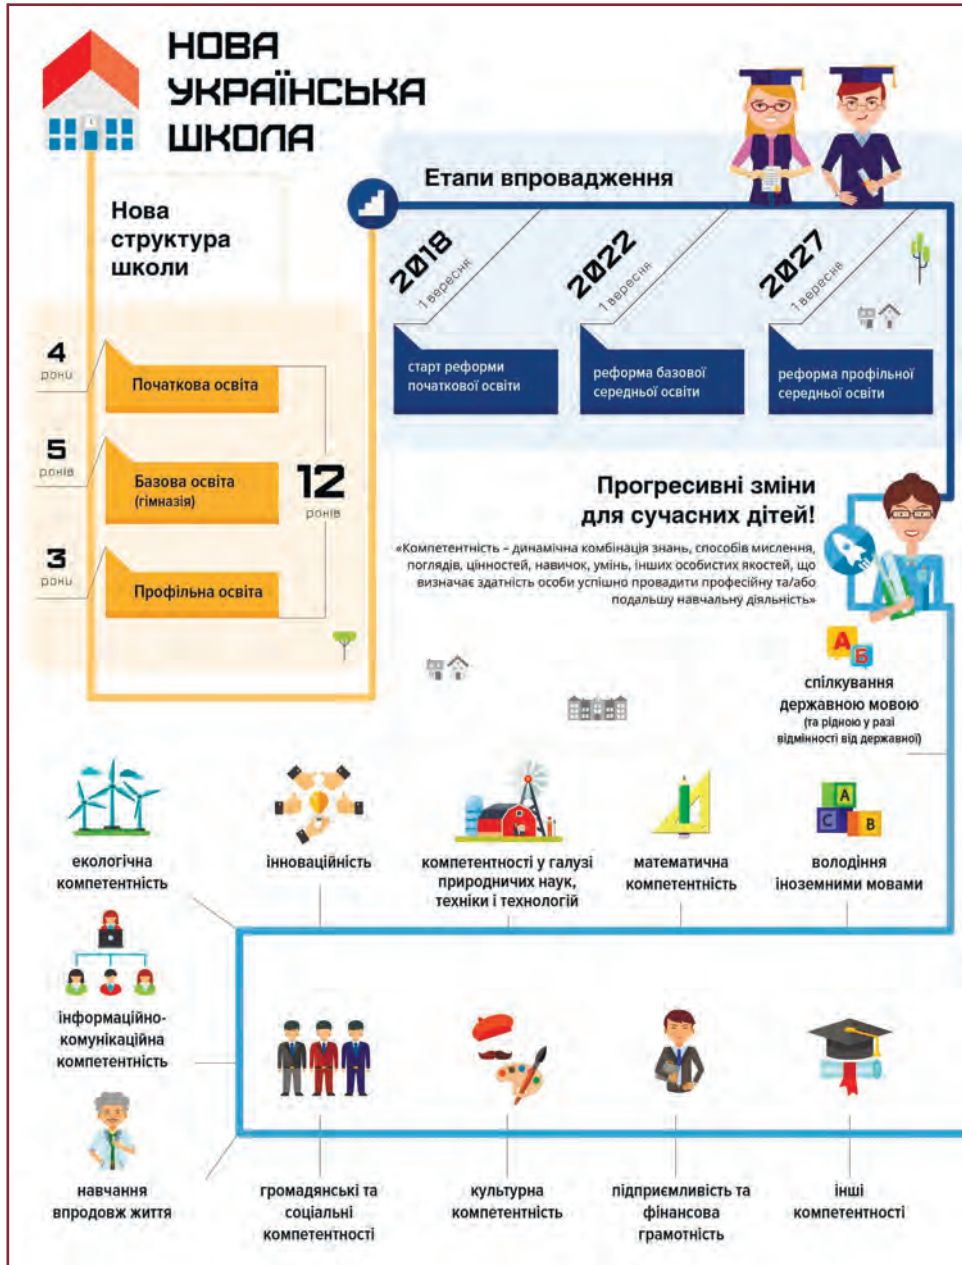 НОВА
УКРАЇНСЬКА
ШКОЛА
Нова
структура
школи
4
роки
Початкова освіта
5
років
Базова освіта
(гімназія)
12
років
3
роки
Профільна освіта
Етапи впровадження
2018
1 вересня
старт реформи
початкової освіти
2022
1 вересня
реформа базової
середньої освіти
2027
1 вересня
реформа профільної
середньої освіти
Прогресивні зміни
для сучасних дітей!
«Компетентність – динамічна комбінація знань, способів мислення,
поглядів, цінностей, навичок, умінь, інших особистих якостей, що
визначає здатність особи успішно провадити професійну та/або
подальшу навчальну діяльність»
А
Б
спілкування
державною мовою
(та рідною у разі
відмінності від державної)
A
C
B
екологічна
компетентність
інноваційність
компетентності у галузі
природничих наук,
техніки і технологій
математична
компетентність
володіння
іноземними мовами
інформаційно-
комунікаційна
компетентність
навчання
впродовж життя
громадянські та
соціальні
компетентності
культурна
компетентність
підприємливість та
фінансова
грамотність
інші
компетентності